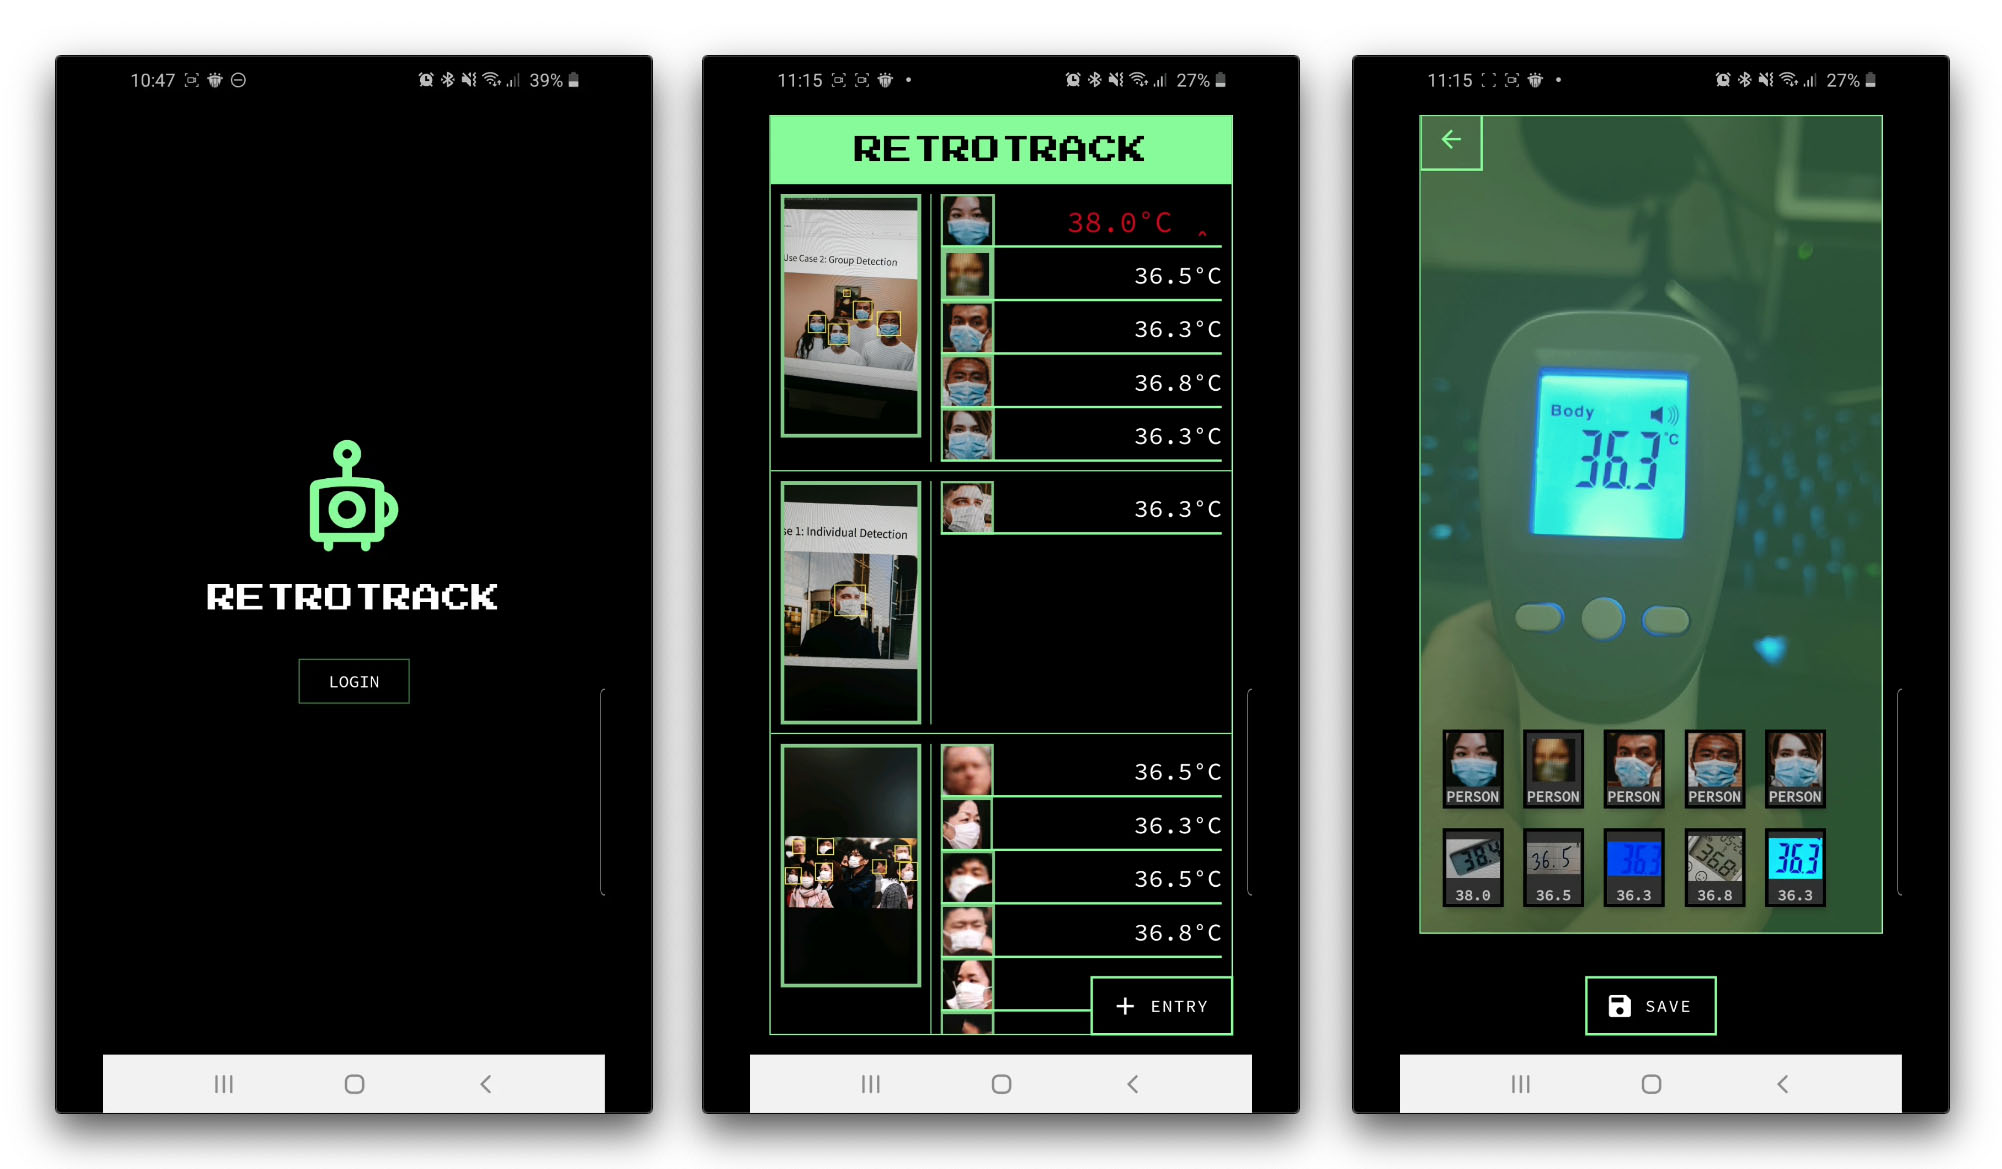 10:47
39%
RETROTRACK
LOGIN
11:15
27%
RETROTRACK
Use Case 2: Group Detection
38.0°C
36.5°C
36.3°C
36.8°C
36.3°C
se 1: Individual Detection
36.3°C
36.5°C
36.3°C
36.5°C
36.8°C
+ ENTRY
11:15
27%
Body
36.3 °C
PERSON PERSON PERSON PERSON PERSON
38.4 36.5 36.3 36.8 36.3
38.0 36.5 36.3 36.8 36.3
SAVE